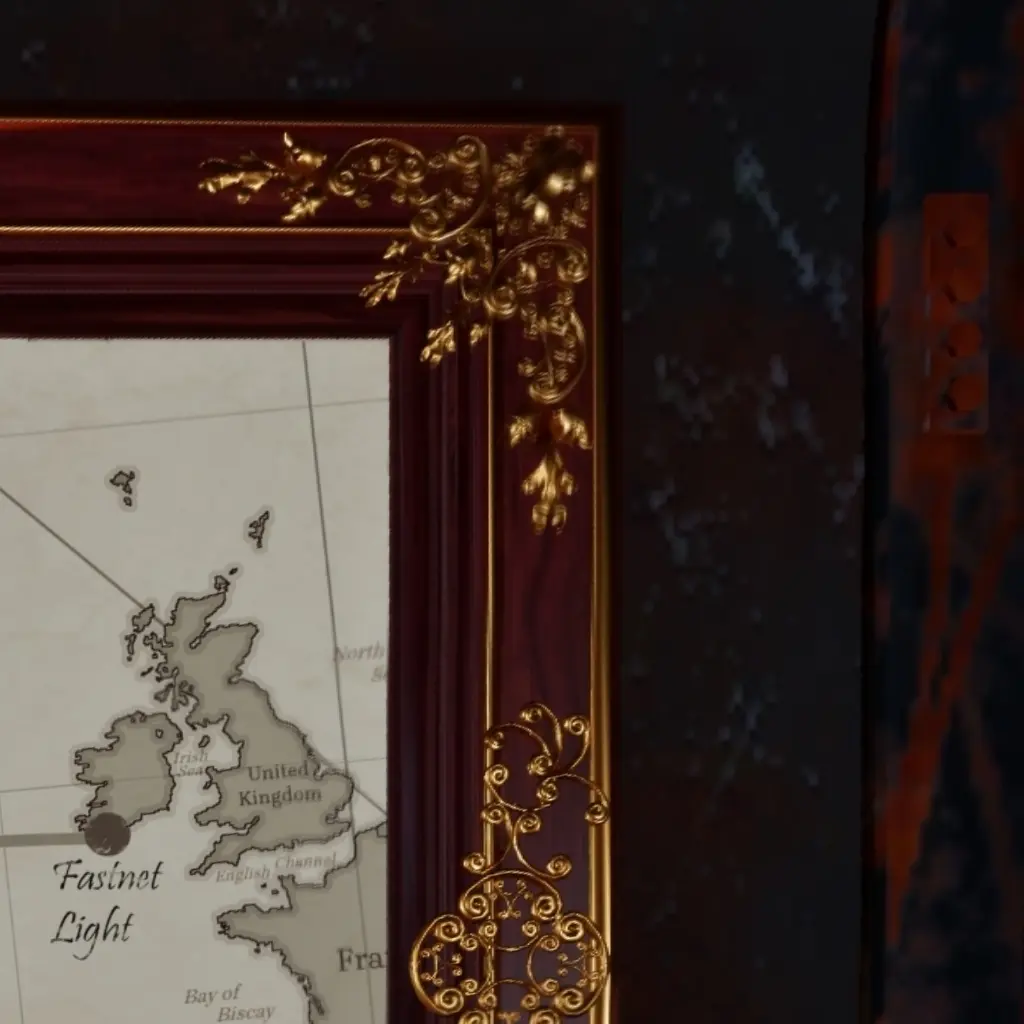 North
Irish
Sea
United
Kingdom
English Channel
Fastnet
Light
Fra
Bay of
Biscay